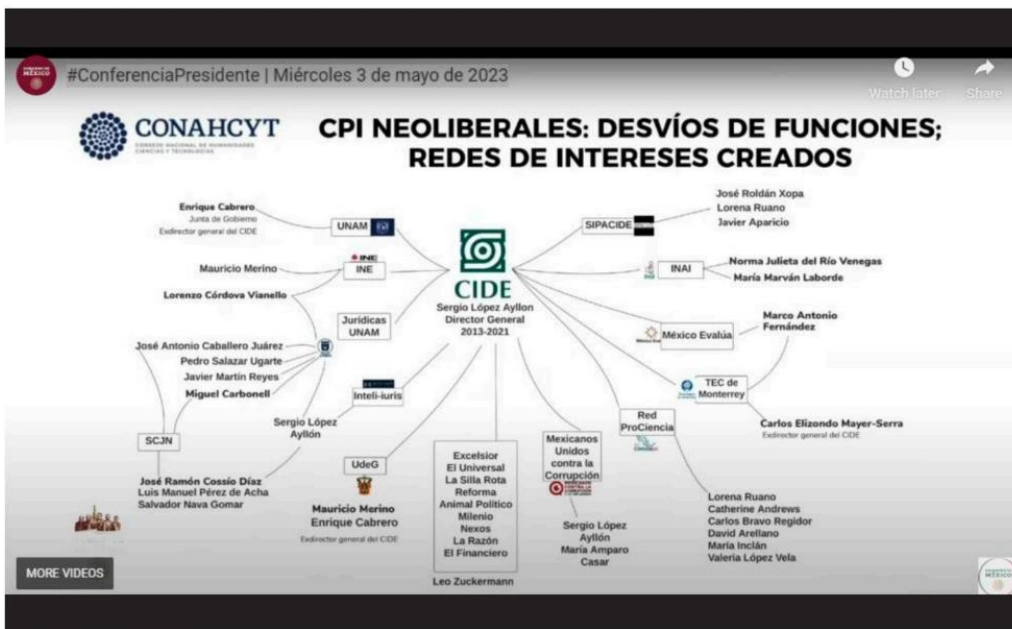 #ConferenciaPresidente | Miércoles 3 de mayo de 2023
Watch later
Share
CONAHCYT
CONSEJO NACIONAL DE HUMANIDADES
CIENCIAS Y TECNOLOGÍAS
CPI NEOLIBERALES: DESVÍOS DE FUNCIONES;
REDES DE INTERESES CREADOS
Enrique Cabrero
Junta de Gobierno
Exdirector general del CIDE
UNAM
Mauricio Merino
INE
INE
Lorenzo Córdova Vianello
Jurídicas
UNAM
José Antonio Caballero Juárez
Pedro Salazar Ugarte
Javier Martín Reyes
Miguel Carbonell
Inteli-iuris
Sergio López
Ayllón
SCJN
José Ramón Cossío Díaz
Luis Manuel Pérez de Acha
Salvador Nava Gomar
UdeG
Mauricio Merino
Enrique Cabrero
Exdirector general del CIDE
CIDE
Sergio López Ayllon
Director General
2013-2021
Excelsior
El Universal
La Silla Rota
Reforma
Animal Político
Milenio
Nexos
La Razón
El Financiero
Leo Zuckermann
Mexicanos
Unidos
contra la
Corrupción
Sergio López
Ayllón
María Amparo
Casar
SIPACIDE
José Roldán Xopa
Lorena Ruano
Javier Aparicio
INAI
Norma Julieta del Río Venegas
María Marván Laborde
México Evalúa
Marco Antonio
Fernández
TEC de
Monterrey
Carlos Elizondo Mayer-Serra
Exdirector general del CIDE
Red
ProCiencia
Lorena Ruano
Catherine Andrews
Carlos Bravo Regidor
David Arellano
María Inclán
Valeria López Vela
MORE VIDEOS